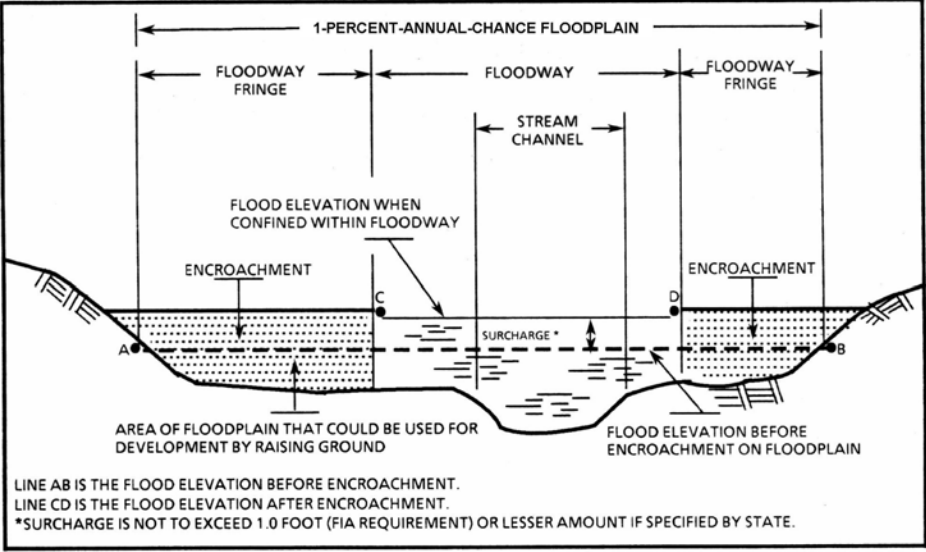 1-PERCENT-ANNUAL-CHANCE FLOODPLAIN
FLOODWAY
FRINGE
FLOODWAY
FLOODWAY
FRINGE
STREAM
CHANNEL
FLOOD ELEVATION WHEN
CONFINED WITHIN FLOODWAY
ENCROACHMENT
ENCROACHMENT
C
D
SURCHARGE *
A
B
AREA OF FLOODPLAIN THAT COULD BE USED FOR
DEVELOPMENT BY RAISING GROUND
FLOOD ELEVATION BEFORE
ENCROACHMENT ON FLOODPLAIN
LINE AB IS THE FLOOD ELEVATION BEFORE ENCROACHMENT.
LINE CD IS THE FLOOD ELEVATION AFTER ENCROACHMENT.
*SURCHARGE IS NOT TO EXCEED 1.0 FOOT (FIA REQUIREMENT) OR LESSER AMOUNT IF SPECIFIED BY STATE.